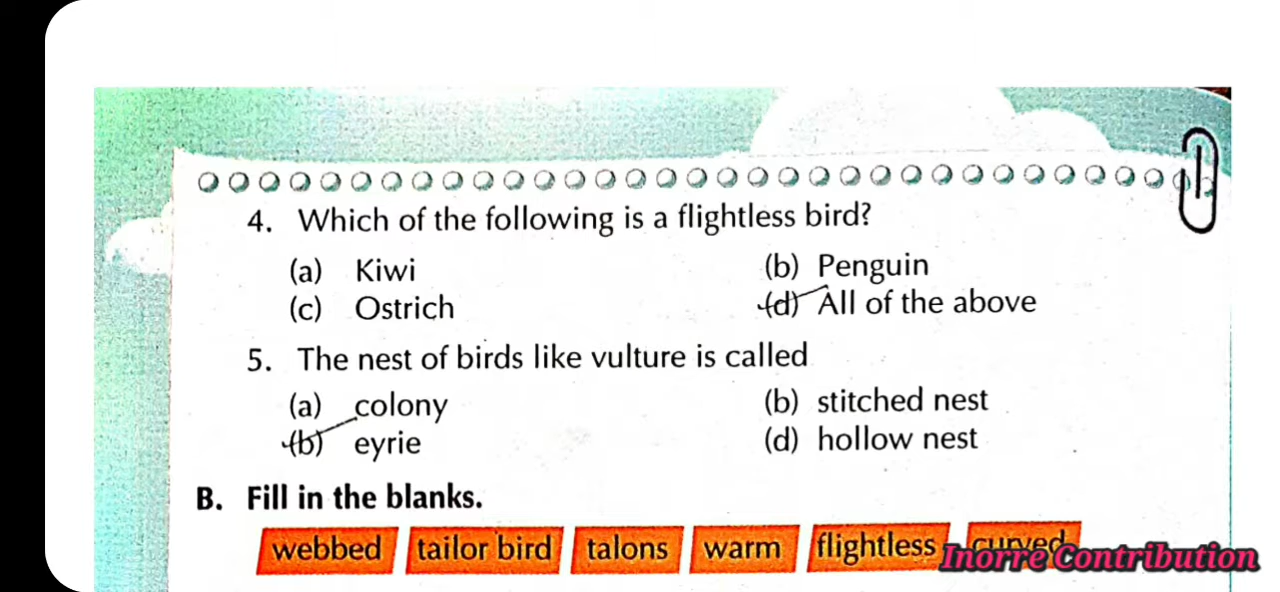 4. Which of the following is a flightless bird?
(a) Kiwi (b) Penguin
(c) Ostrich (d) All of the above
5. The nest of birds like vulture is called
(a) colony (b) stitched nest
(b) eyrie (d) hollow nest
B. Fill in the blanks.
webbed tailor bird talons warm flightless curved
Inorre Contribution